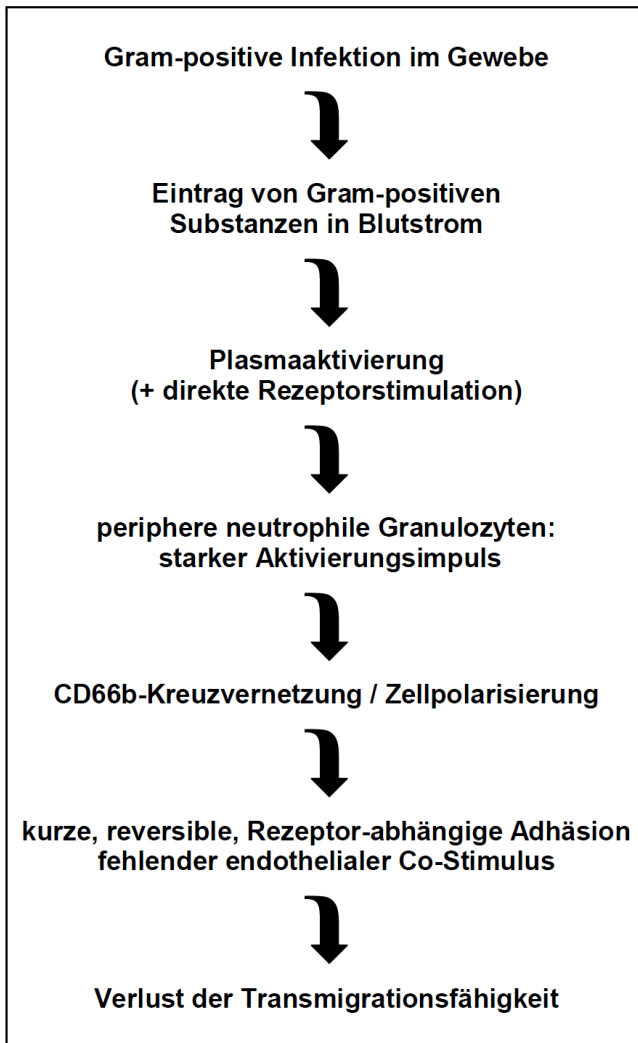 Gram-positive Infektion im Gewebe
Eintrag von Gram-positiven
Substanzen in Blutstrom
Plasmaaktivierung
(+ direkte Rezeptorstimulation)
periphere neutrophile Granulozyten:
starker Aktivierungsimpuls
CD66b-Kreuzvernetzung / Zellpolarisierung
kurze, reversible, Rezeptor-abhängige Adhäsion
fehlender endothelialer Co-Stimulus
Verlust der Transmigrationsfähigkeit